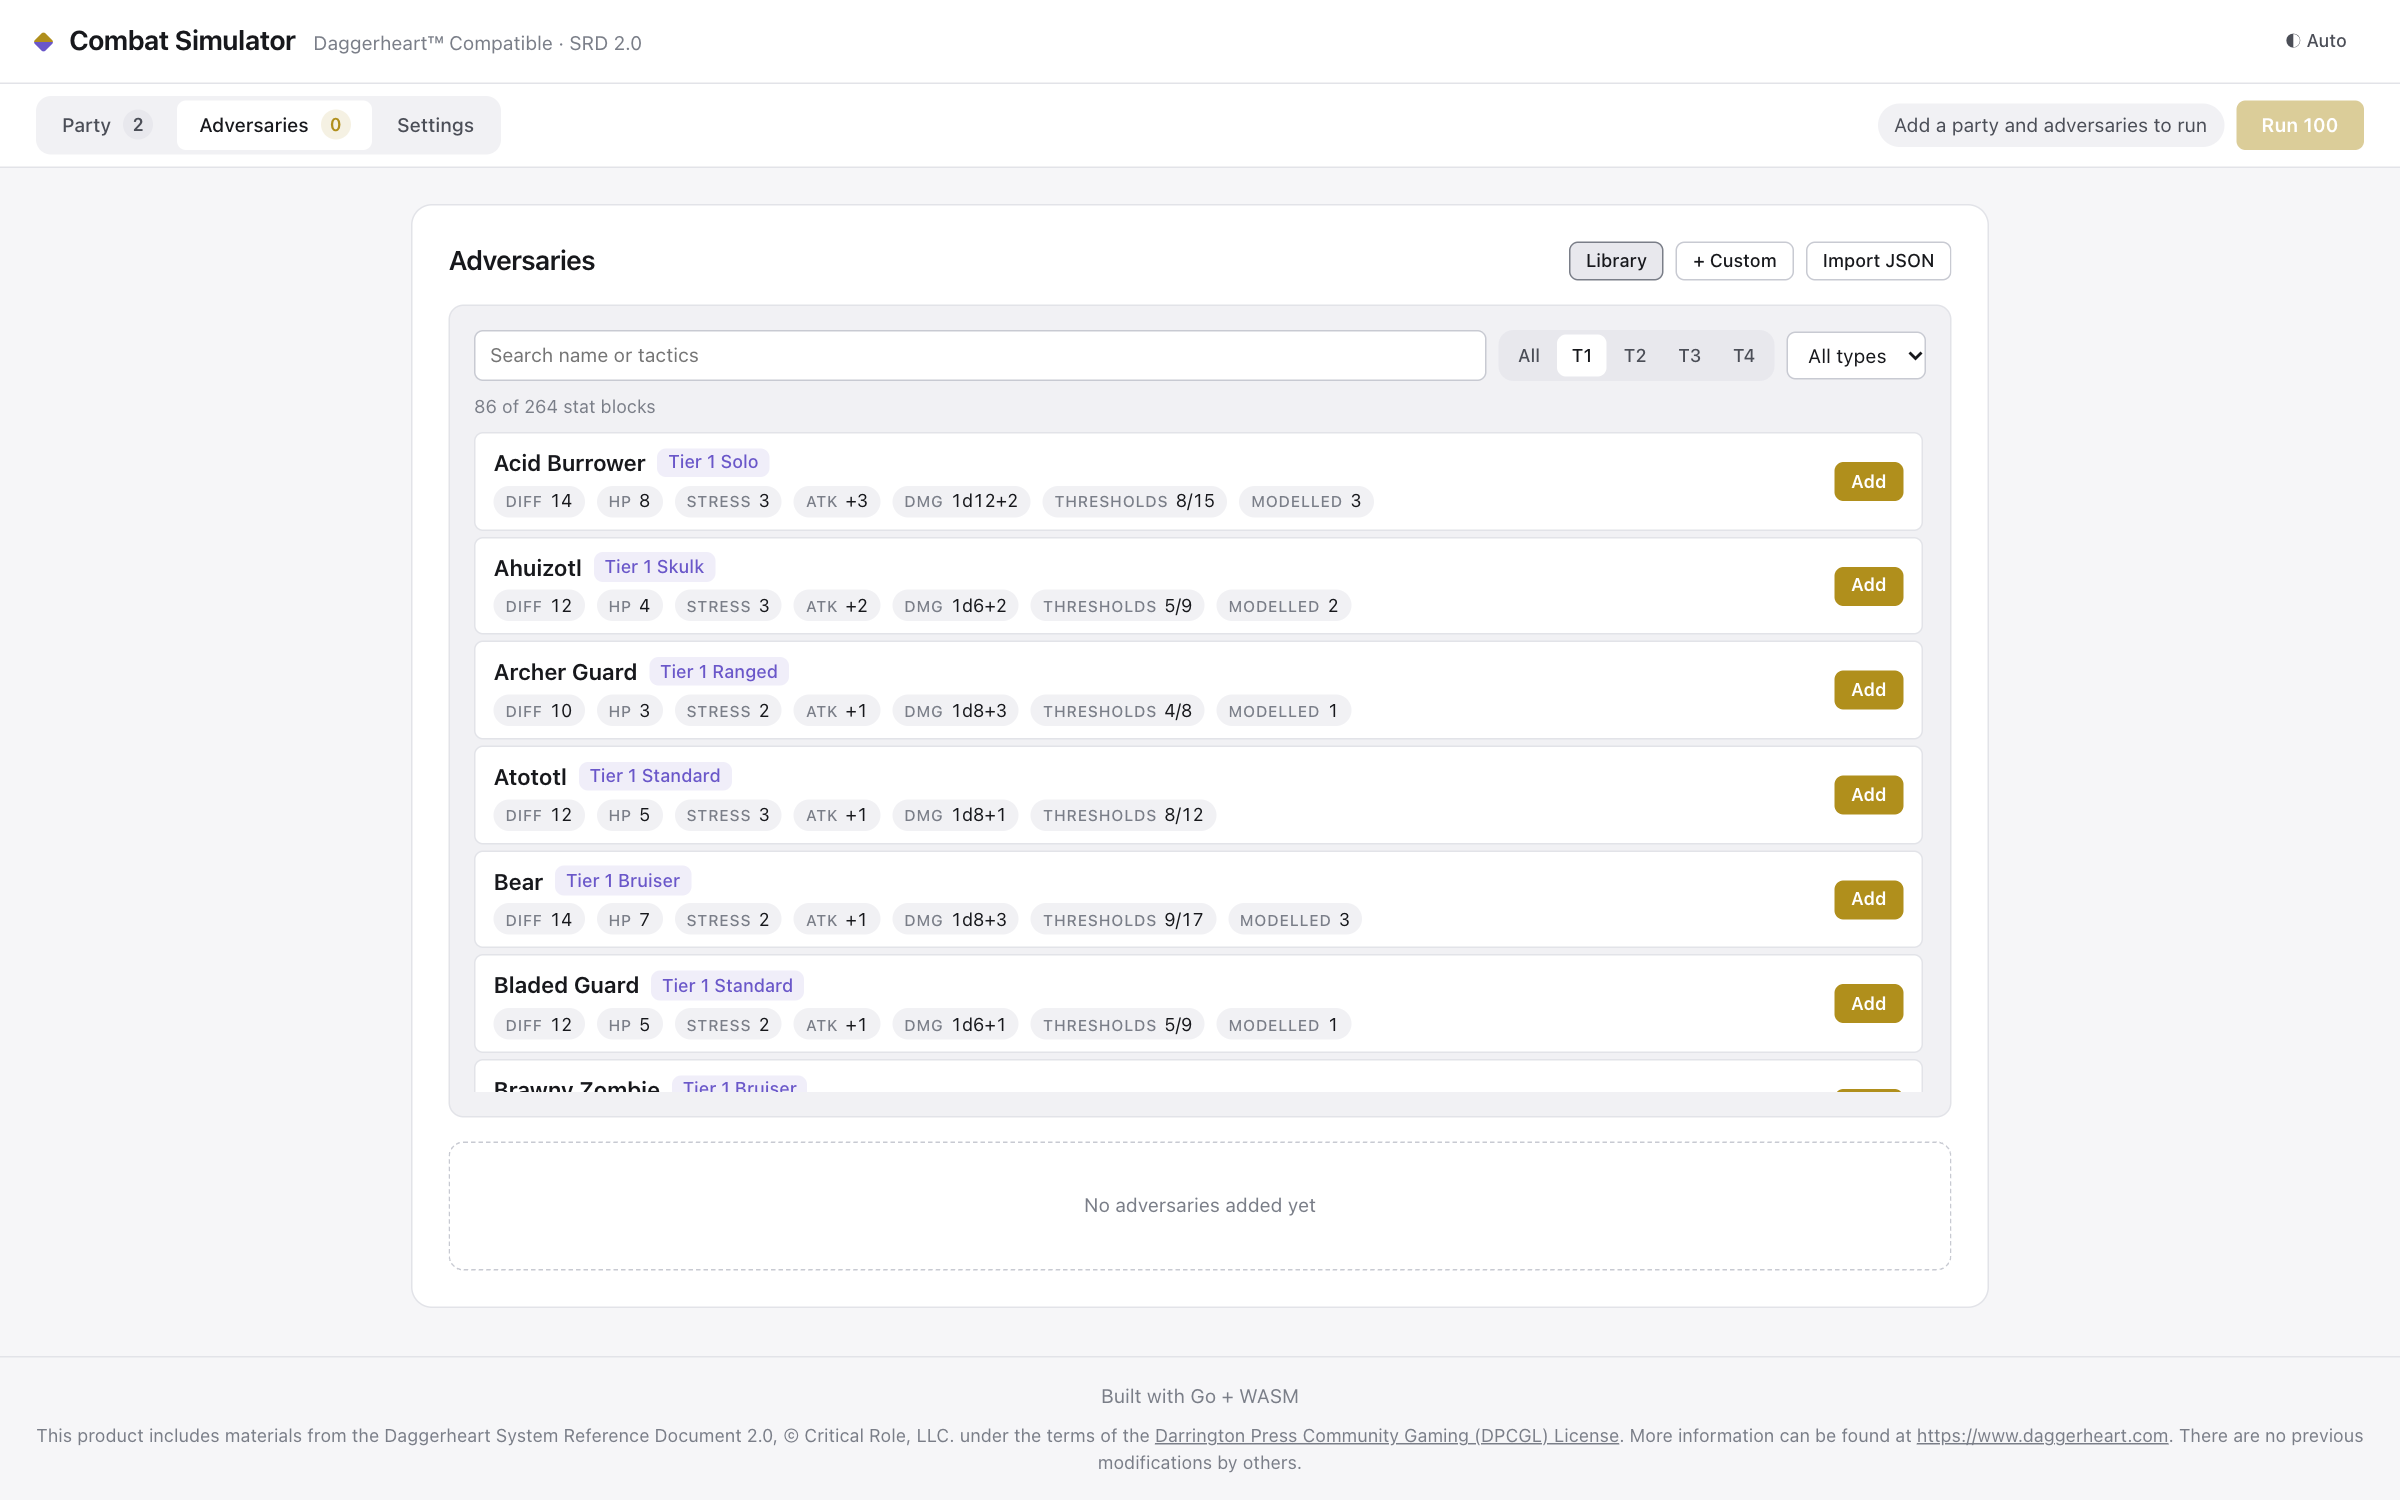 Combat Simulator Daggerheart™ Compatible · SRD 2.0
Auto
Party 2 Adversaries 0 Settings
Add a party and adversaries to run Run 100
Adversaries
Library + Custom Import JSON
Search name or tactics
All T1 T2 T3 T4 All types
86 of 264 stat blocks
Acid Burrower Tier 1 Solo
DIFF 14 HP 8 STRESS 3 ATK +3 DMG 1d12+2 THRESHOLDS 8/15 MODELLED 3
Add
Ahuizotl Tier 1 Skulk
DIFF 12 HP 4 STRESS 3 ATK +2 DMG 1d6+2 THRESHOLDS 5/9 MODELLED 2
Add
Archer Guard Tier 1 Ranged
DIFF 10 HP 3 STRESS 2 ATK +1 DMG 1d8+3 THRESHOLDS 4/8 MODELLED 1
Add
Atototl Tier 1 Standard
DIFF 12 HP 5 STRESS 3 ATK +1 DMG 1d8+1 THRESHOLDS 8/12
Add
Bear Tier 1 Bruiser
DIFF 14 HP 7 STRESS 2 ATK +1 DMG 1d8+3 THRESHOLDS 9/17 MODELLED 3
Add
Bladed Guard Tier 1 Standard
DIFF 12 HP 5 STRESS 2 ATK +1 DMG 1d6+1 THRESHOLDS 5/9 MODELLED 1
Add
Brawny Zombie Tier 1 Bruiser
No adversaries added yet
Built with Go + WASM
This product includes materials from the Daggerheart System Reference Document 2.0, © Critical Role, LLC. under the terms of the Darrington Press Community Gaming (DPCGL) License. More information can be found at https://www.daggerheart.com. There are no previous
modifications by others.